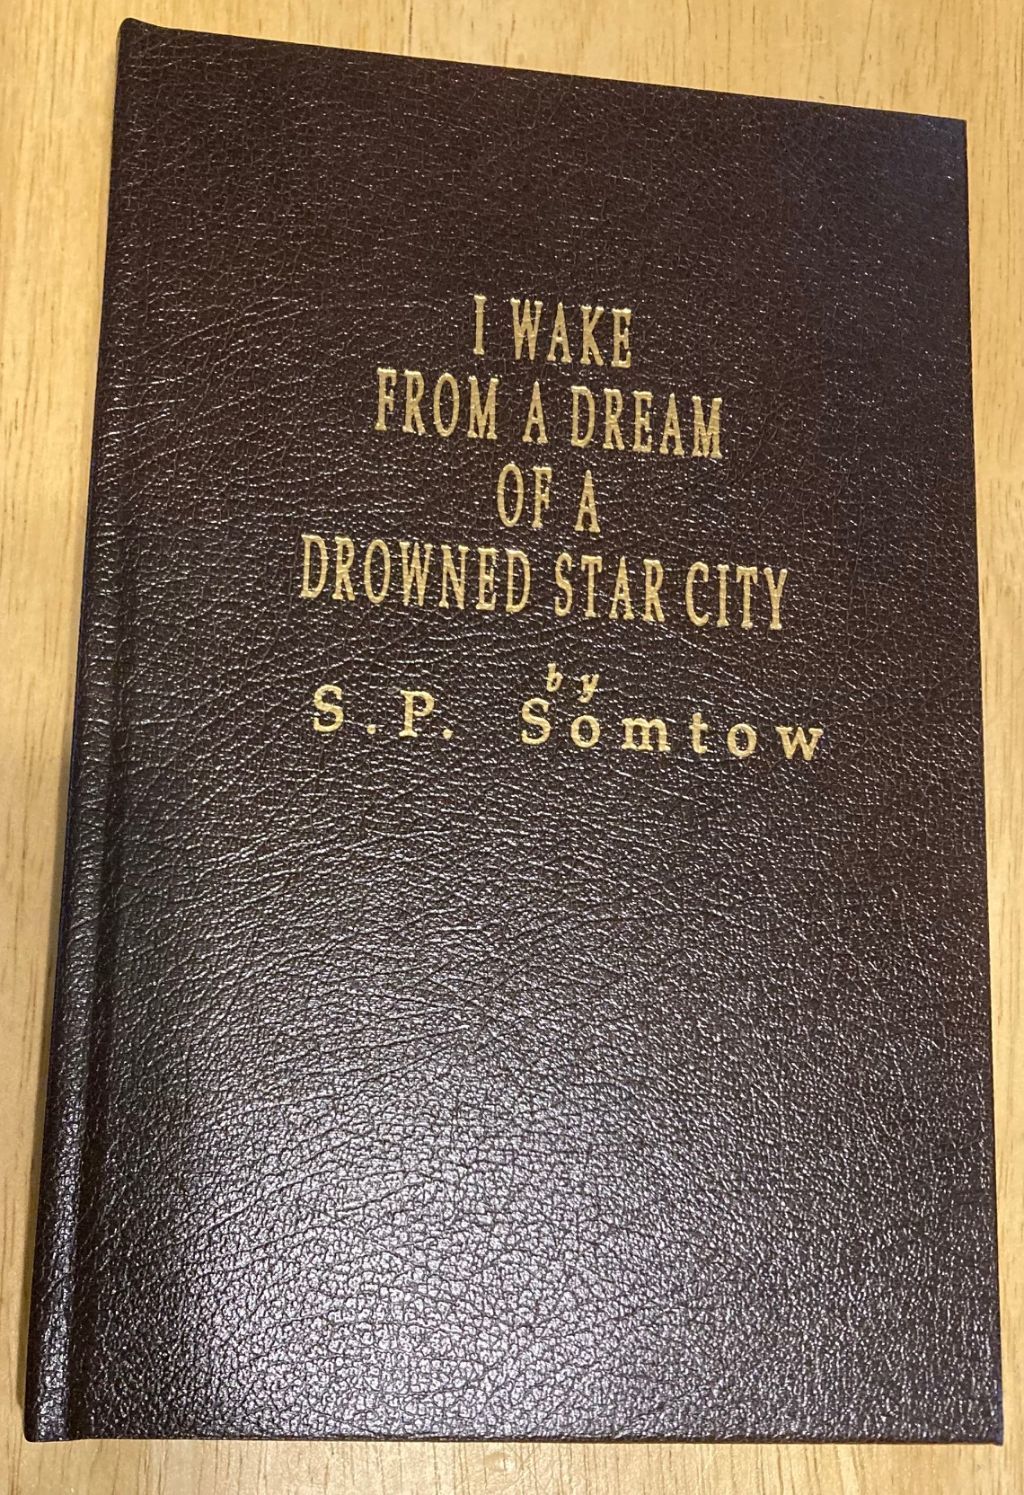 I WAKE
FROM A DREAM
OF A
DROWNED STAR CITY
by
S.P. Somtow